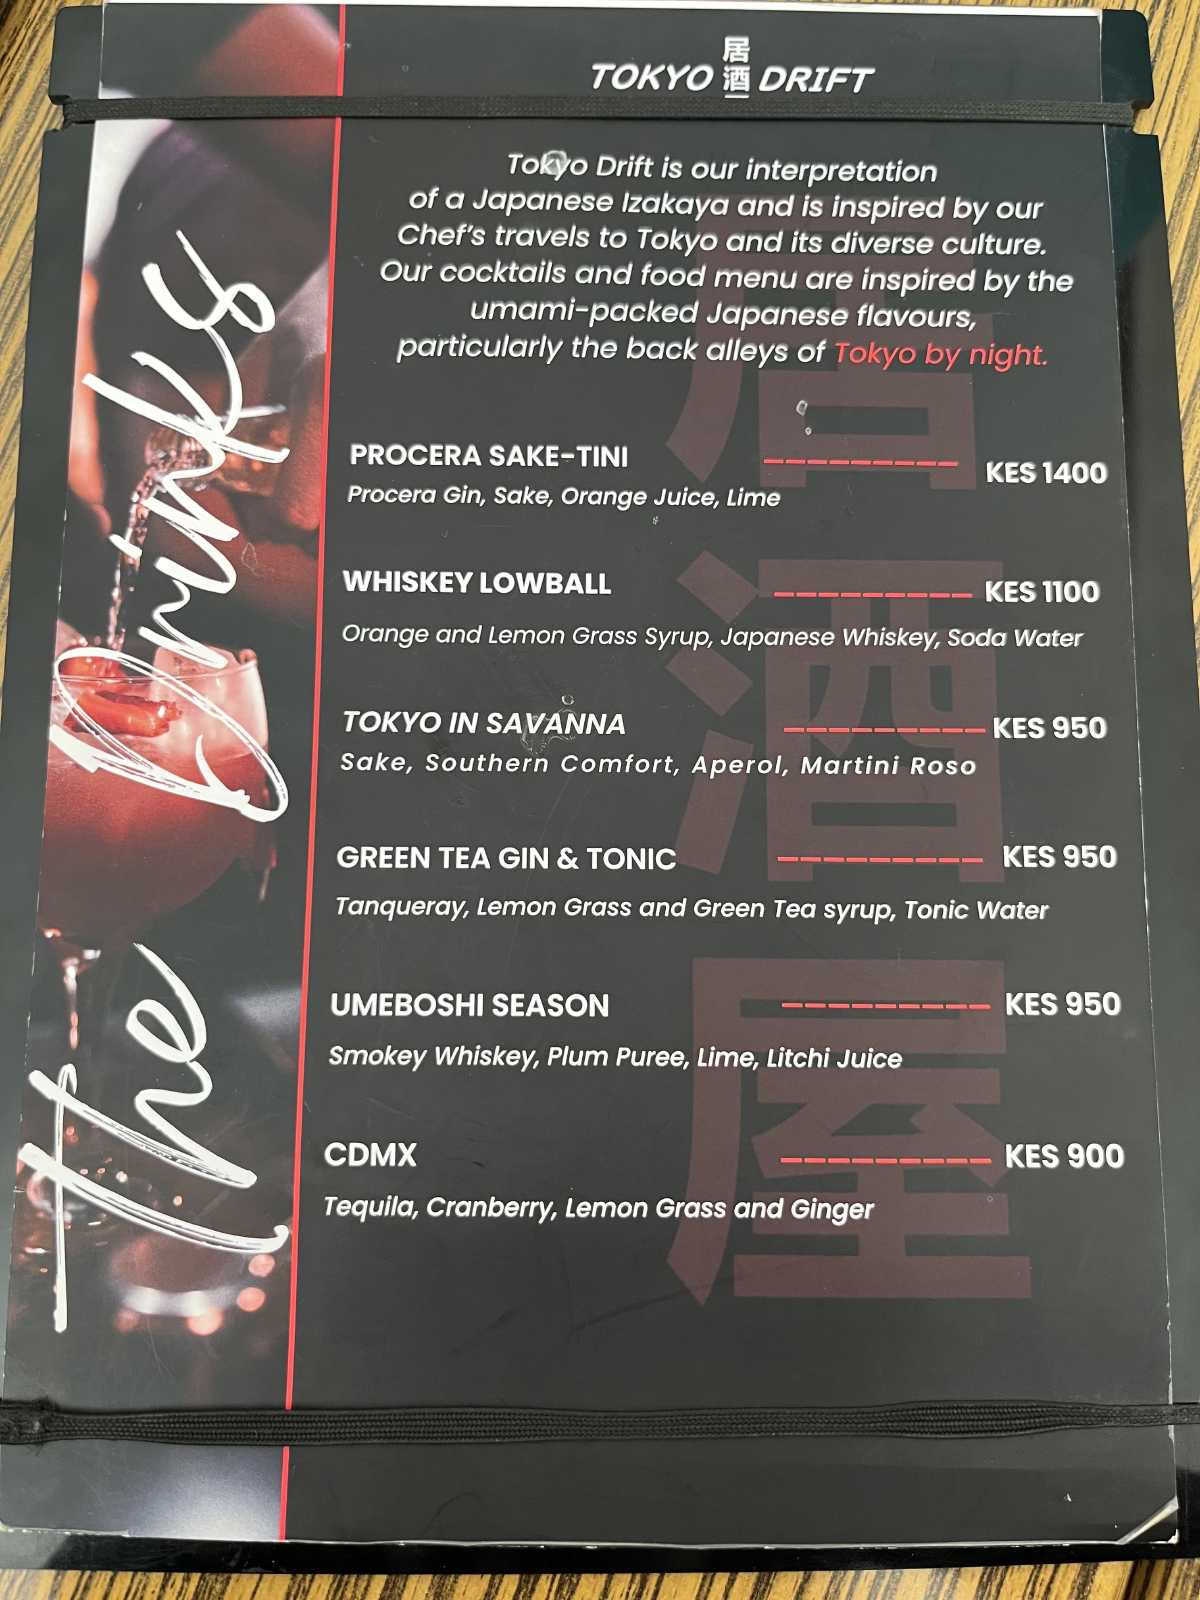 居
TOKYO 酒 DRIFT
Tokyo Drift is our interpretation
of a Japanese Izakaya and is inspired by our
Chef's travels to Tokyo and its diverse culture.
Our cocktails and food menu are inspired by the
umami-packed Japanese flavours,
particularly the back alleys of Tokyo by night.
The Drinks
PROCERA SAKE-TINI KES 1400
Procera Gin, Sake, Orange Juice, Lime
WHISKEY LOWBALL KES 1100
Orange and Lemon Grass Syrup, Japanese Whiskey, Soda Water
TOKYO IN SAVANNA KES 950
Sake, Southern Comfort, Aperol, Martini Roso
GREEN TEA GIN & TONIC KES 950
Tanqueray, Lemon Grass and Green Tea syrup, Tonic Water
UMEBOSHI SEASON KES 950
Smokey Whiskey, Plum Puree, Lime, Litchi Juice
CDMX KES 900
Tequila, Cranberry, Lemon Grass and Ginger
居
酒
屋